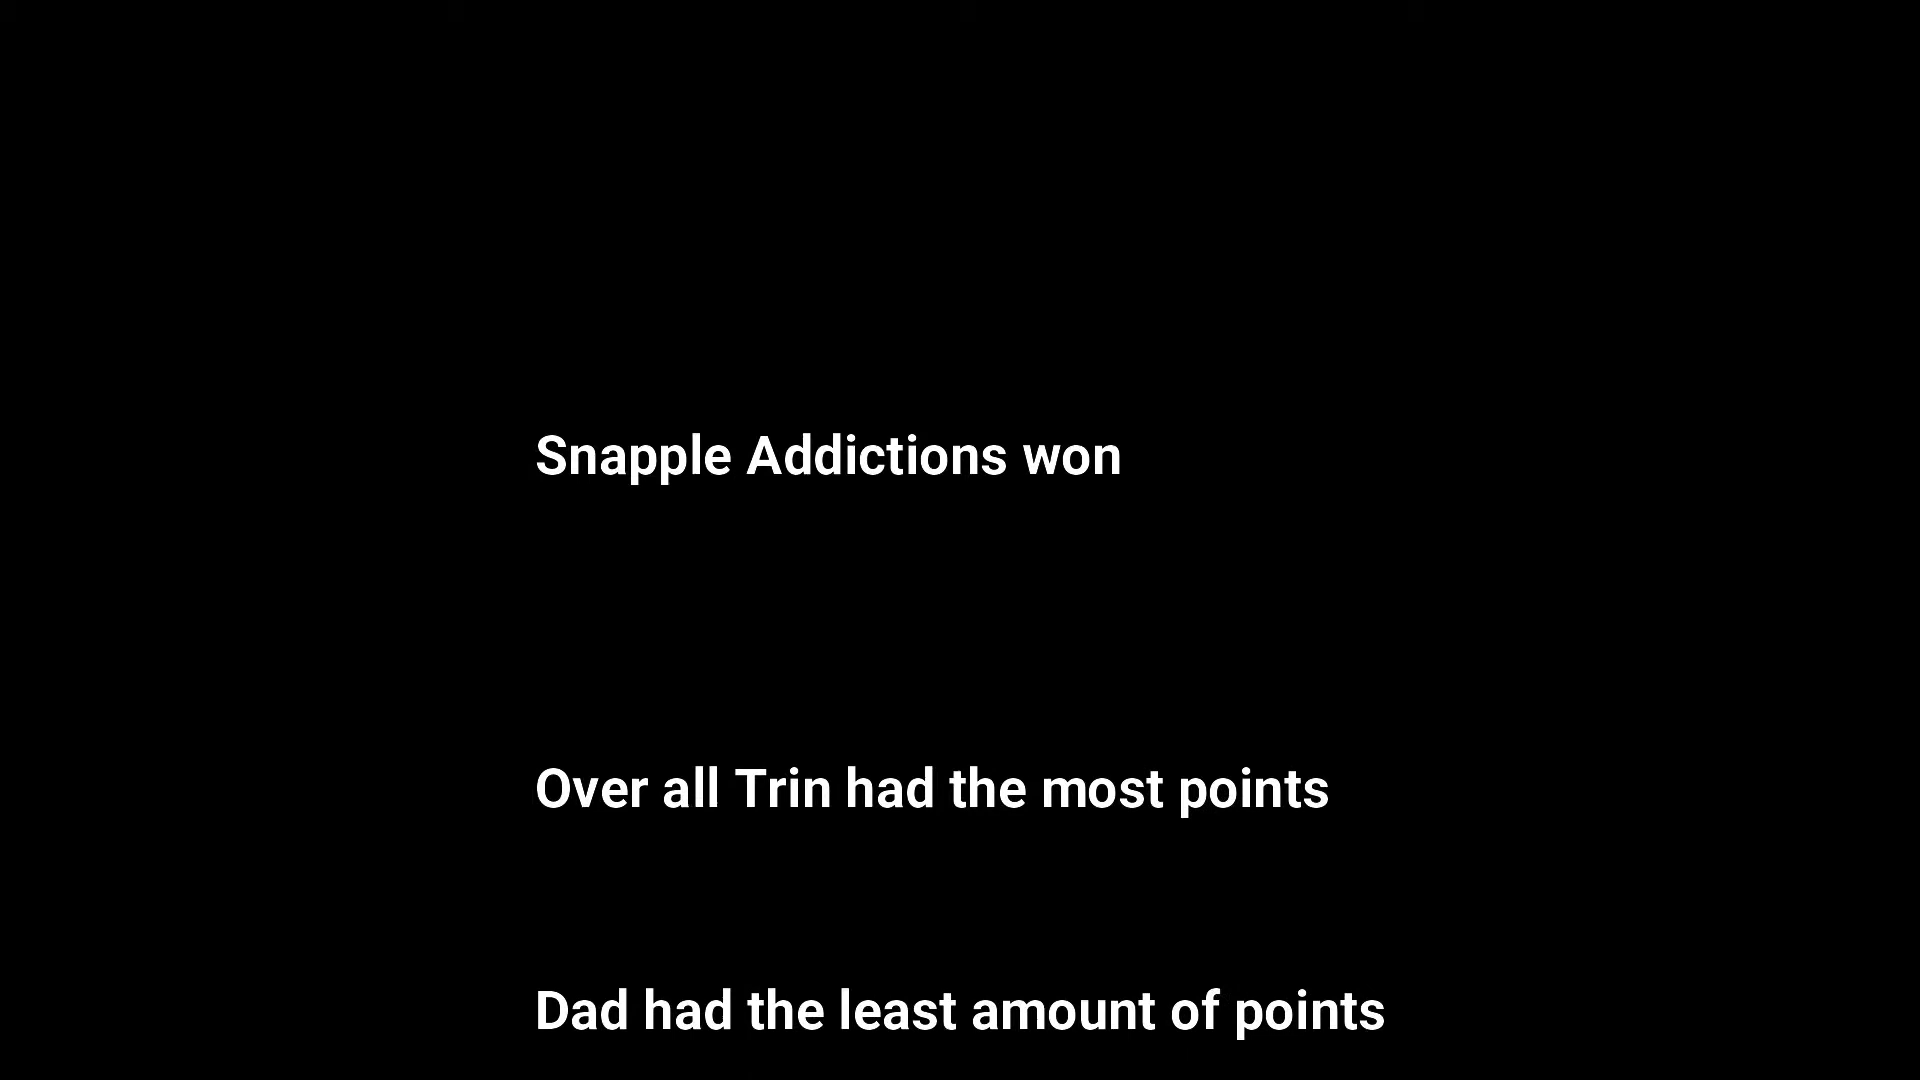 Snapple Addictions won
Over all Trin had the most points
Dad had the least amount of points